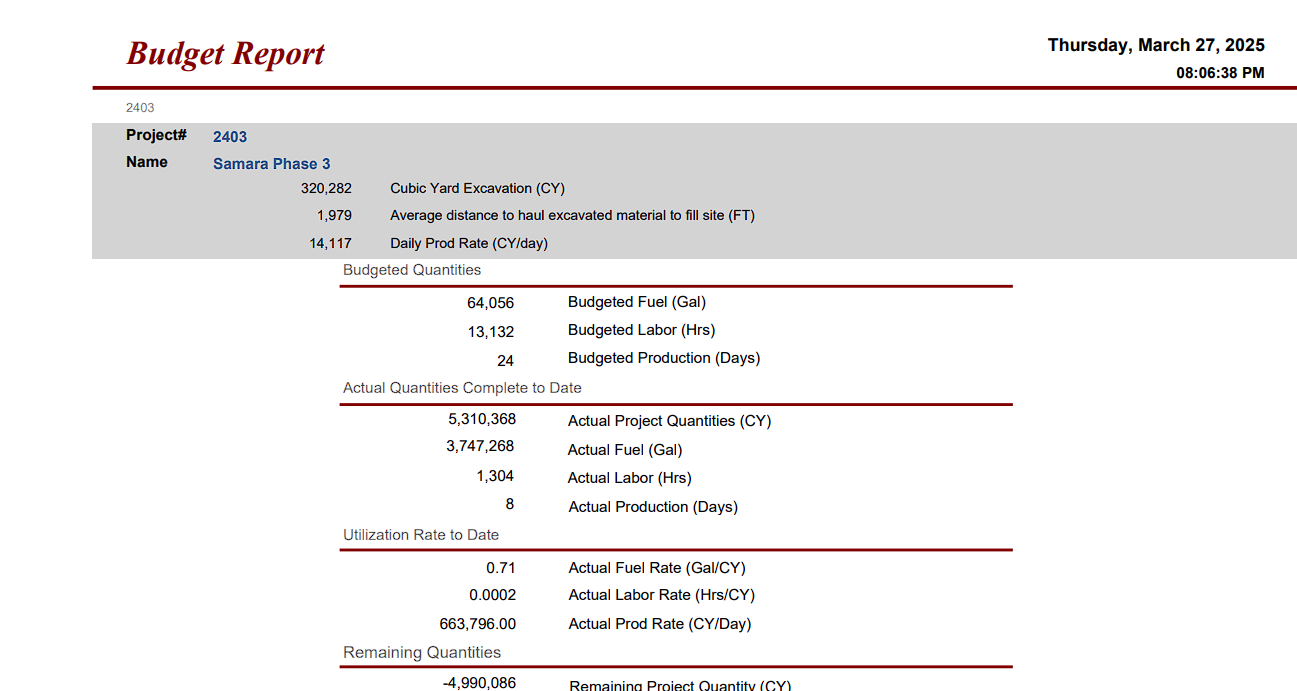 Budget Report
Thursday, March 27, 2025
08:06:38 PM
2403
Project# 2403
Name Samara Phase 3
320,282 Cubic Yard Excavation (CY)
1,979 Average distance to haul excavated material to fill site (FT)
14,117 Daily Prod Rate (CY/day)
Budgeted Quantities
64,056 Budgeted Fuel (Gal)
13,132 Budgeted Labor (Hrs)
24 Budgeted Production (Days)
Actual Quantities Complete to Date
5,310,368 Actual Project Quantities (CY)
3,747,268 Actual Fuel (Gal)
1,304 Actual Labor (Hrs)
8 Actual Production (Days)
Utilization Rate to Date
0.71 Actual Fuel Rate (Gal/CY)
0.0002 Actual Labor Rate (Hrs/CY)
663,796.00 Actual Prod Rate (CY/Day)
Remaining Quantities
-4,990,086 Remaining Project Quantity (CY)